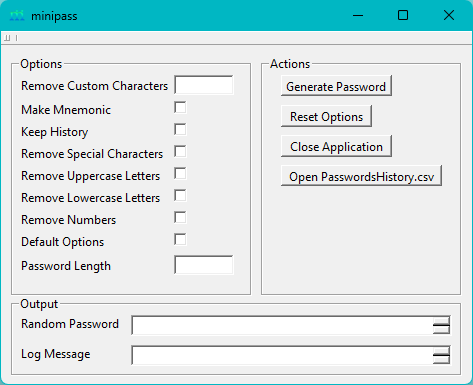 minipass
Options
Remove Custom Characters
Make Mnemonic
Keep History
Remove Special Characters
Remove Uppercase Letters
Remove Lowercase Letters
Remove Numbers
Default Options
Password Length
Actions
Generate Password
Reset Options
Close Application
Open PasswordsHistory.csv
Output
Random Password
Log Message